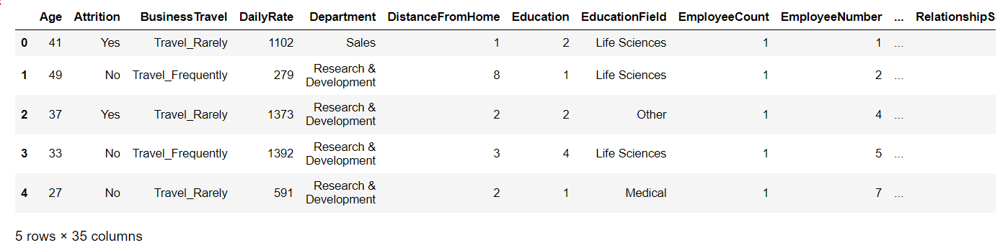 Age Attrition BusinessTravel DailyRate Department DistanceFromHome Education EducationField EmployeeCount EmployeeNumber ... RelationshipS
0 41 Yes Travel_Rarely 1102 Sales 1 2 Life Sciences 1 1 ...
1 49 No Travel_Frequently 279 Research & Development 8 1 Life Sciences 1 2 ...
2 37 Yes Travel_Rarely 1373 Research & Development 2 2 Other 1 4 ...
3 33 No Travel_Frequently 1392 Research & Development 3 4 Life Sciences 1 5 ...
4 27 No Travel_Rarely 591 Research & Development 2 1 Medical 1 7 ...
5 rows × 35 columns